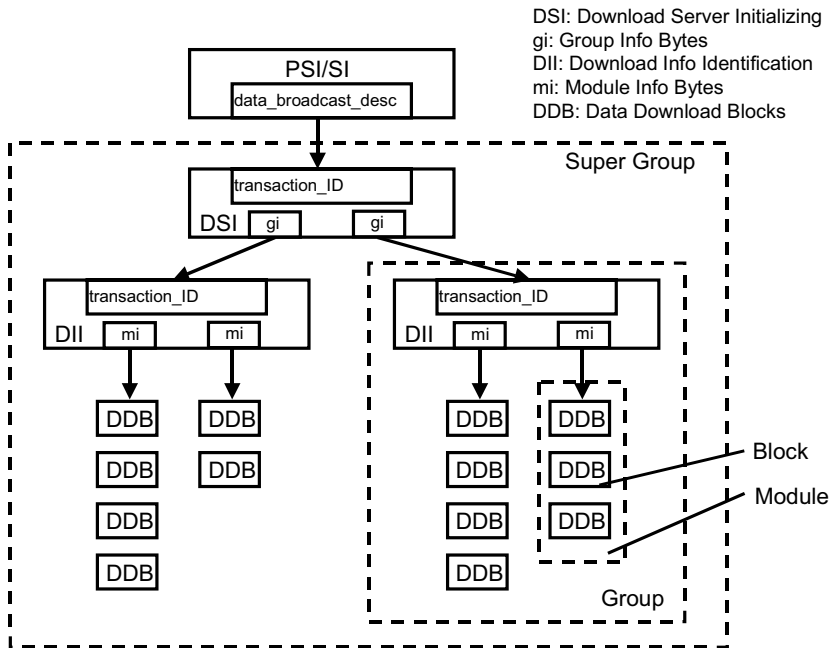 DSI: Download Server Initializing
gi: Group Info Bytes
DII: Download Info Identification
mi: Module Info Bytes
DDB: Data Download Blocks
PSI/SI
data_broadcast_desc
Super Group
transaction_ID
DSI gi gi
transaction_ID transaction_ID
DII mi mi DII mi mi
DDB DDB DDB DDB
Block
DDB DDB DDB DDB
Module
DDB DDB DDB
DDB DDB
Group